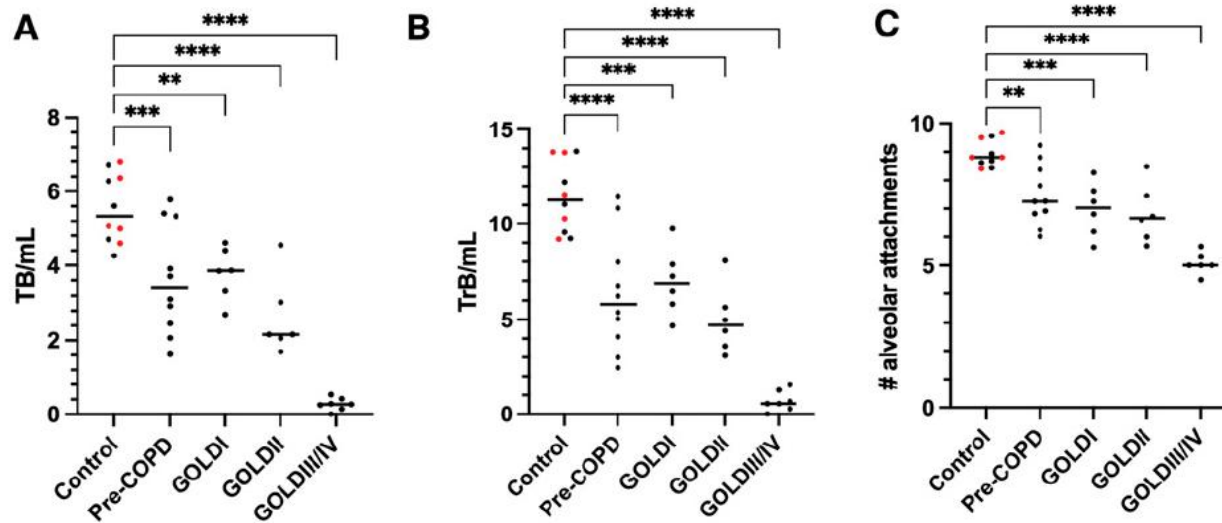 A
****
****
**
***
TB/mL
8
6
4
2
0
Control
Pre-COPD
GOLDI
GOLDII
GOLDIII/IV
B
****
****
***
****
TrB/mL
15
10
5
0
Control
Pre-COPD
GOLDI
GOLDII
GOLDIII/IV
C
****
****
***
**
# alveolar attachments
10
5
0
Control
Pre-COPD
GOLDI
GOLDII
GOLDIII/IV